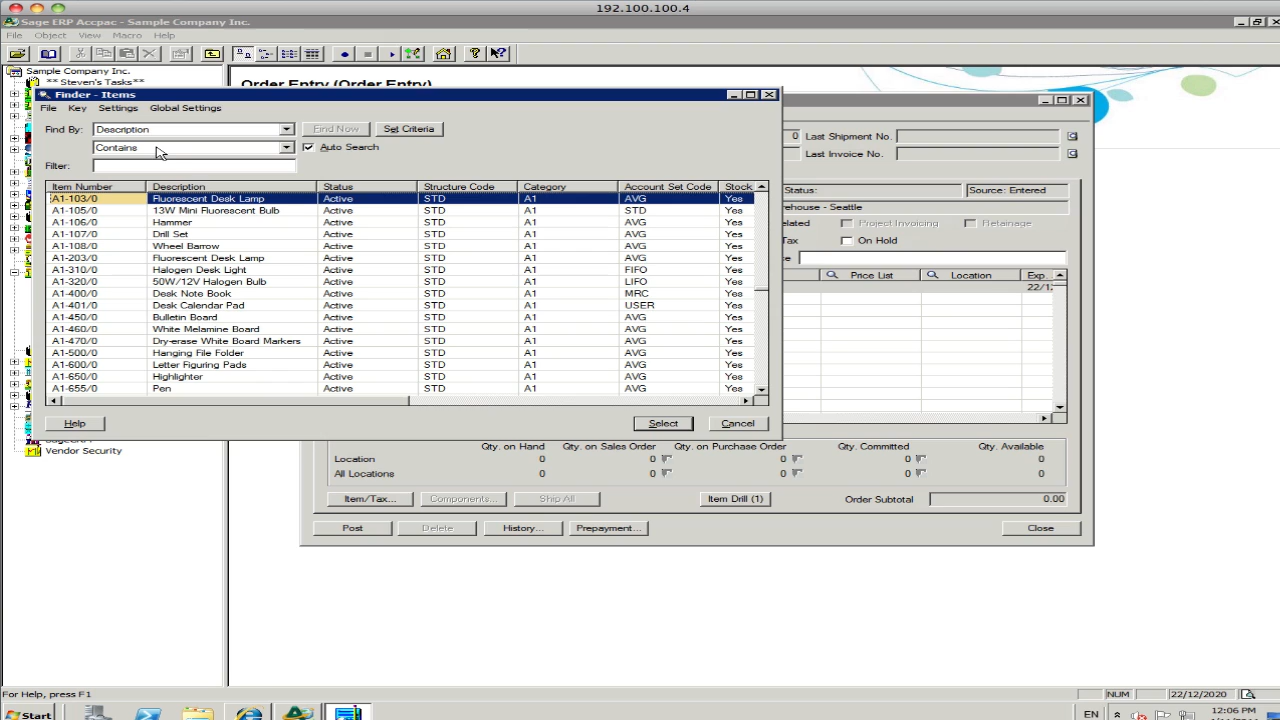 192.100.100.4
Sage ERP Accpac - Sample Company Inc.
File Object View Macro Help
Sample Company Inc.
** Steven's Tasks**
Order Entry (Order Entry)
Finder - Items
File Key Settings Global Settings
Find By: Description Find Now Set Criteria
Contains Auto Search
Filter:
Item Number Description Status Structure Code Category Account Set Code Stock
A1-103/0 Fluorescent Desk Lamp Active STD A1 AVG Yes
A1-105/0 13W Mini Fluorescent Bulb Active STD A1 STD Yes
A1-106/0 Hammer Active STD A1 AVG Yes
A1-107/0 Drill Set Active STD A1 AVG Yes
A1-108/0 Wheel Barrow Active STD A1 AVG Yes
A1-203/0 Fluorescent Desk Lamp Active STD A1 AVG Yes
A1-310/0 Halogen Desk Light Active STD A1 FIFO Yes
A1-320/0 50W/12V Halogen Bulb Active STD A1 LIFO Yes
A1-400/0 Desk Note Book Active STD A1 MRC Yes
A1-401/0 Desk Calendar Pad Active STD A1 USER Yes
A1-450/0 Bulletin Board Active STD A1 AVG Yes
A1-460/0 White Melamine Board Active STD A1 AVG Yes
A1-470/0 Dry-erase White Board Markers Active STD A1 AVG Yes
A1-500/0 Hanging File Folder Active STD A1 AVG Yes
A1-600/0 Letter Figuring Pads Active STD A1 AVG Yes
A1-650/0 Highlighter Active STD A1 AVG Yes
A1-655/0 Pen Active STD A1 AVG Yes
Help Select Cancel
0 Last Shipment No.
Last Invoice No.
Status: Source: Entered
ehouse - Seattle
elated Project Invoicing Retainage
Tax On Hold
e
Price List Location Exp.
22/1
Vendor Security
Qty. on Hand Qty. on Sales Order Qty. on Purchase Order Qty. Committed Qty. Available
Location 0 0 0 0 0
All Locations 0 0 0 0 0
Item/Tax... Components... Ship All Item Drill (1) Order Subtotal 0.00
Post Delete History... Prepayment... Close
For Help, press F1 NUM 22/12/2020
Start EN 12:06 PM